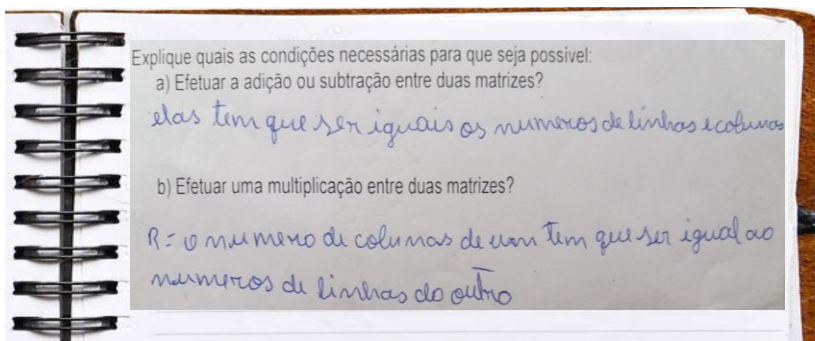 Explique quais as condições necessárias para que seja possível:
a) Efetuar a adição ou subtração entre duas matrizes?
elas tem que ser iguais os numeros de linhas e colunas
b) Efetuar uma multiplicação entre duas matrizes?
R = o numero de colunas de um tem que ser igual ao
numeros de linhas do outro